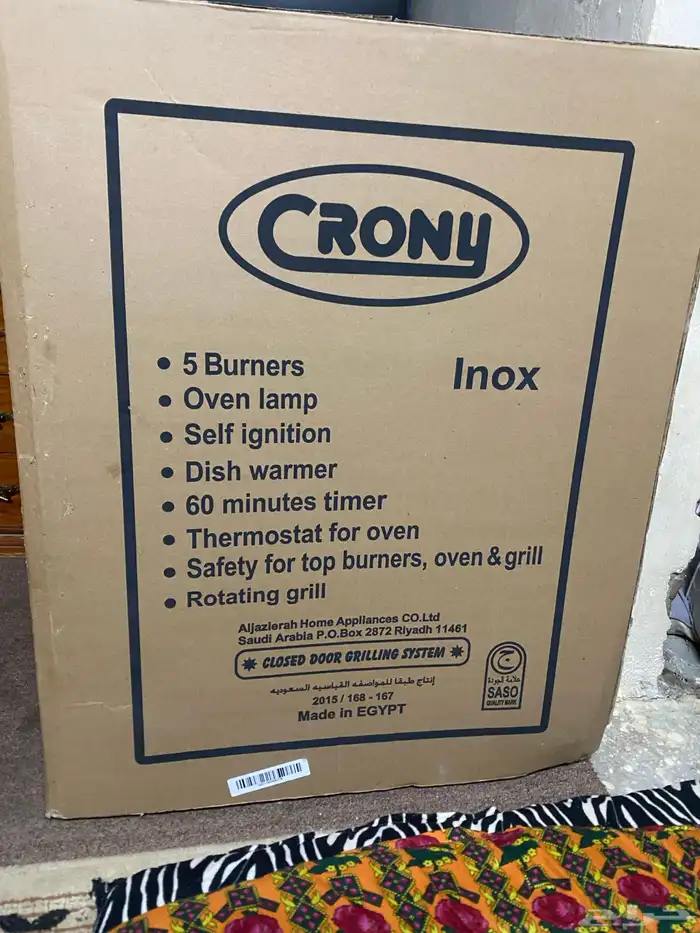 CRONY
Inox
• 5 Burners
• Oven lamp
• Self ignition
• Dish warmer
• 60 minutes timer
• Thermostat for oven
• Safety for top burners, oven & grill
• Rotating grill
Aljazierah Home Appliances CO.Ltd
Saudi Arabia P.O.Box 2872 Riyadh 11461
CLOSED DOOR GRILLING SYSTEM
إنتاج طبقا للمواصفه القياسيه السعوديه
2015 / 168 - 167
Made in EGYPT
علامة الجودة
SASO
QUALITY MARK
حراج